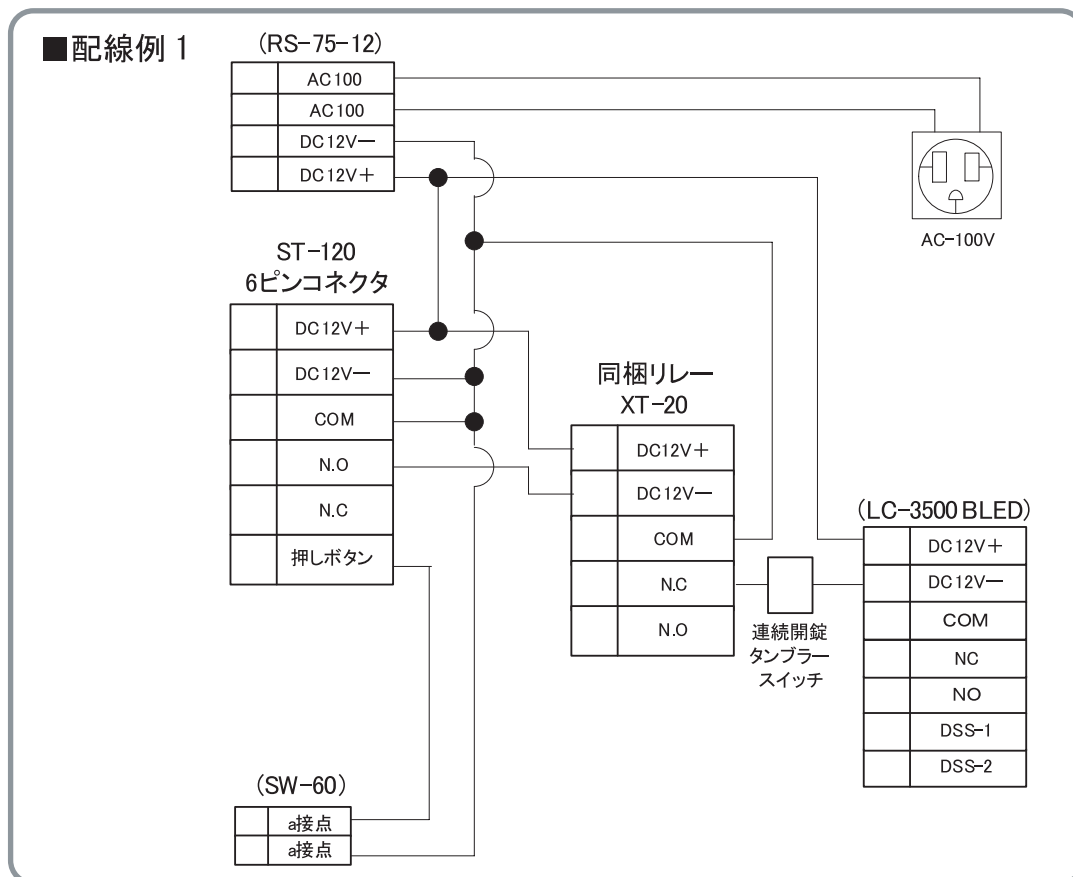 ■配線例 1
(RS-75-12)
AC100
AC100
DC12V－
DC12V＋
AC-100V
ST-120
6ピンコネクタ
DC12V＋
DC12V－
COM
N.O
N.C
押しボタン
同梱リレー
XT-20
DC12V＋
DC12V－
COM
N.C
N.O
連続開錠
タンブラー
スイッチ
(LC-3500 BLED)
DC12V＋
DC12V－
COM
NC
NO
DSS-1
DSS-2
(SW-60)
a接点
a接点